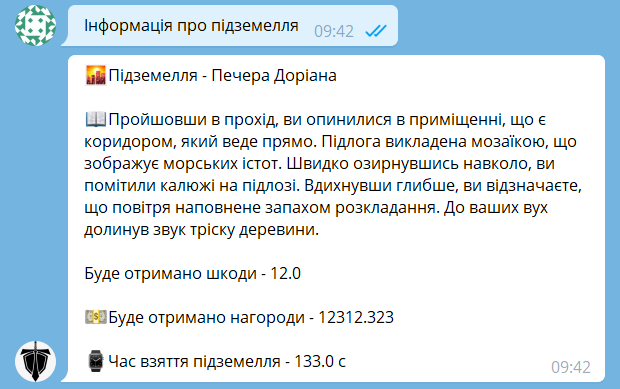 Інформація про підземелля 09:42
🌇Підземелля - Печера Доріана
📖Пройшовши в прохід, ви опинилися в приміщенні, що є
коридором, який веде прямо. Підлога викладена мозаїкою, що
зображує морських істот. Швидко озирнувшись навколо, ви
помітили калюжі на підлозі. Вдихнувши глибше, ви відзначаєте,
що повітря наповнене запахом розкладання. До ваших вух
долинув звук тріску деревини.
Буде отримано шкоди - 12.0
💵Буде отримано нагороди - 12312.323
⌚Час взяття підземелля - 133.0 с 09:42